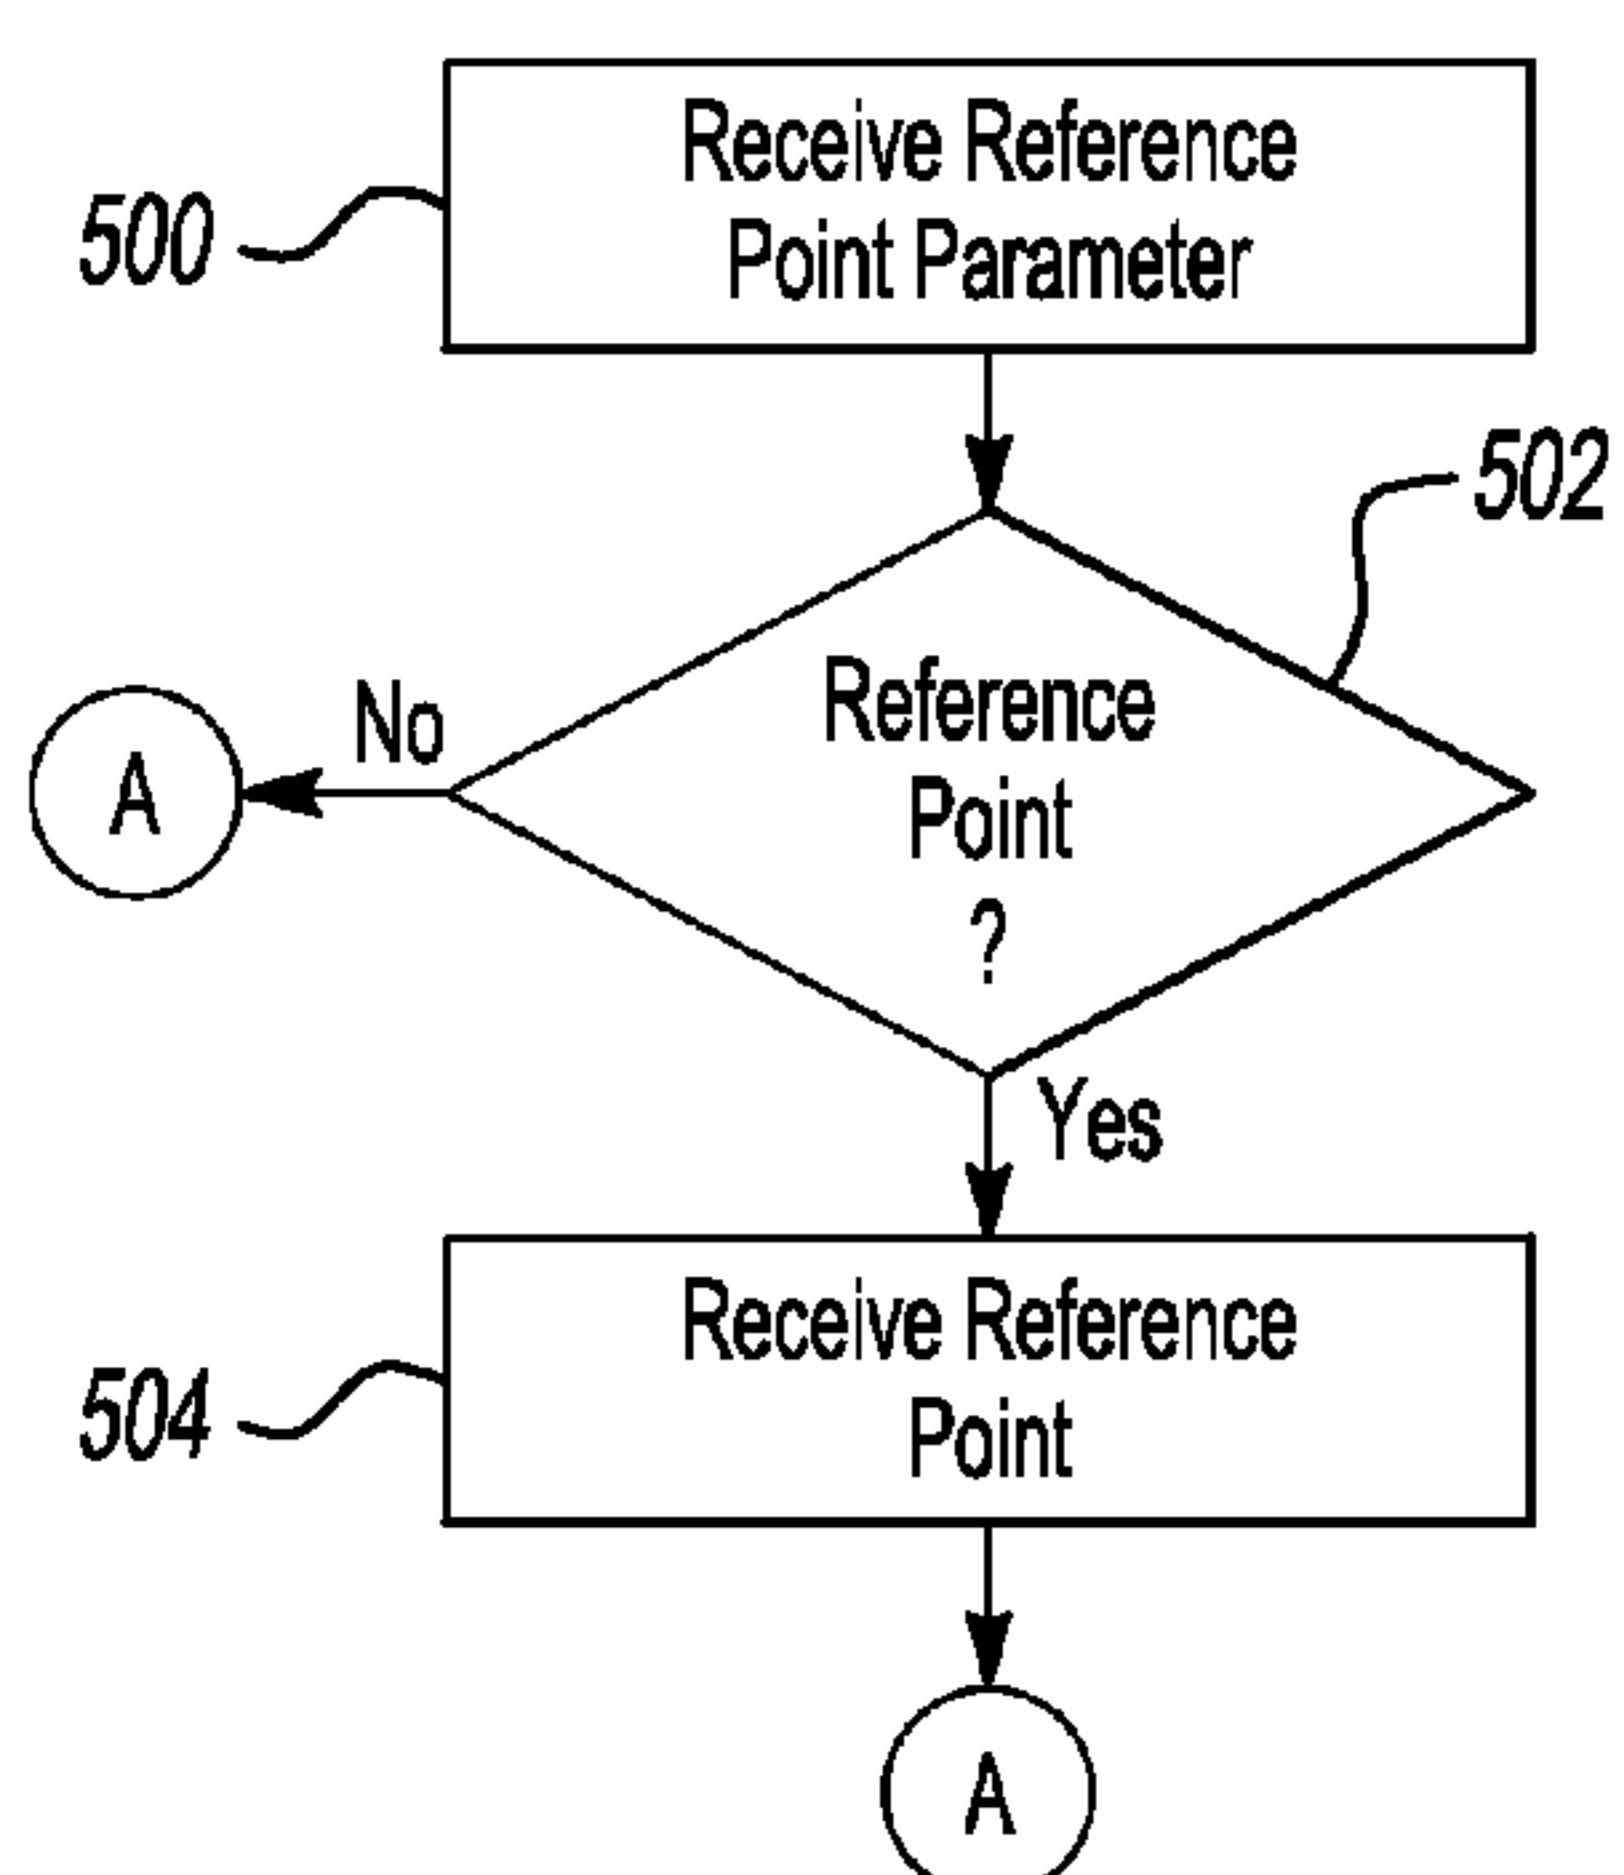 Receive Reference
Point Parameter
500
502
Reference
Point
?
No
A
Yes
Receive Reference
Point
504
A